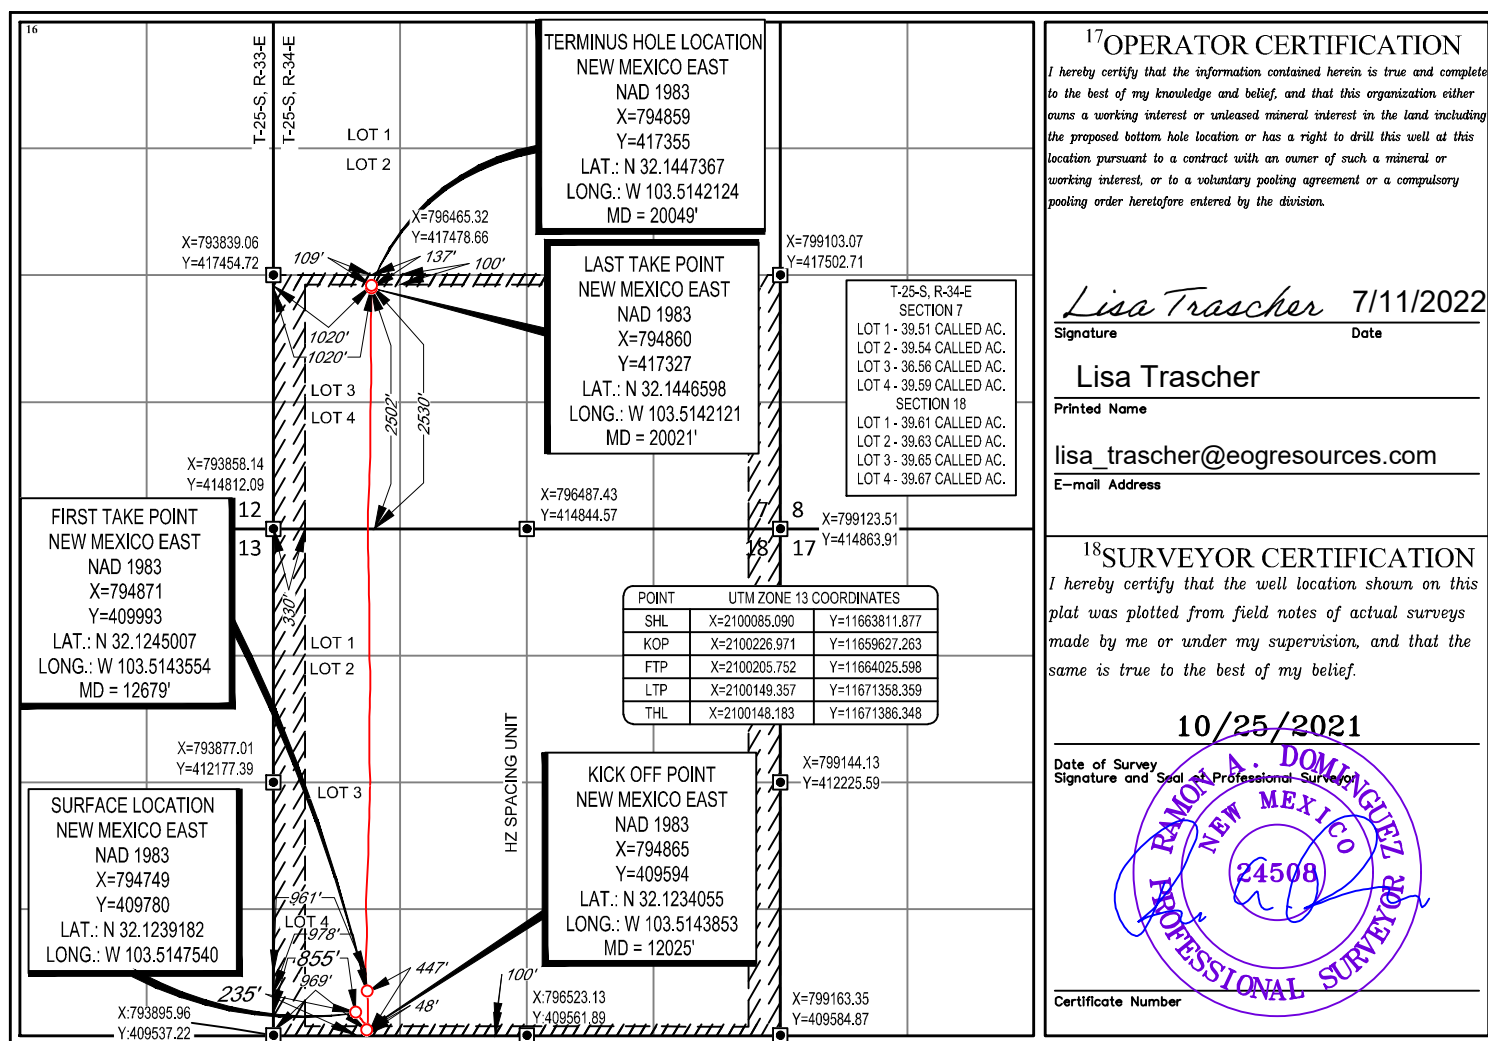 16
T-25-S, R-33-E
T-25-S, R-34-E
LOT 1
LOT 2
TERMINUS HOLE LOCATION
NEW MEXICO EAST
NAD 1983
X=794859
Y=417355
LAT.: N 32.1447367
LONG.: W 103.5142124
MD = 20049'
X=796465.32
Y=417478.66
X=793839.06
Y=417454.72
X=799103.07
Y=417502.71
109'
137'
100'
LAST TAKE POINT
NEW MEXICO EAST
NAD 1983
X=794860
Y=417327
LAT.: N 32.1446598
LONG.: W 103.5142121
MD = 20021'
1020'
1020'
LOT 3
LOT 4
2502'
2530'
T-25-S, R-34-E
SECTION 7
LOT 1 - 39.51 CALLED AC.
LOT 2 - 39.54 CALLED AC.
LOT 3 - 36.56 CALLED AC.
LOT 4 - 39.59 CALLED AC.
SECTION 18
LOT 1 - 39.61 CALLED AC.
LOT 2 - 39.63 CALLED AC.
LOT 3 - 39.65 CALLED AC.
LOT 4 - 39.67 CALLED AC.
X=793858.14
Y=414812.09
X=796487.43
Y=414844.57
X=799123.51
Y=414863.91
12
13
7
8
18
17
FIRST TAKE POINT
NEW MEXICO EAST
NAD 1983
X=794871
Y=409993
LAT.: N 32.1245007
LONG.: W 103.5143554
MD = 12679'
330'
LOT 1
LOT 2
POINT UTM ZONE 13 COORDINATES
SHL X=2100085.090 Y=11663811.877
KOP X=2100226.971 Y=11659627.263
FTP X=2100205.752 Y=11664025.598
LTP X=2100149.357 Y=11671358.359
THL X=2100148.183 Y=11671386.348
HZ SPACING UNIT
X=793877.01
Y=412177.39
X=799144.13
Y=412225.59
LOT 3
SURFACE LOCATION
NEW MEXICO EAST
NAD 1983
X=794749
Y=409780
LAT.: N 32.1239182
LONG.: W 103.5147540
KICK OFF POINT
NEW MEXICO EAST
NAD 1983
X=794865
Y=409594
LAT.: N 32.1234055
LONG.: W 103.5143853
MD = 12025'
961'
LOT 4
978'
855'
969'
235'
447'
48'
100'
X=793895.96
Y:409537.22
X=796523.13
Y:409561.89
X=799163.35
Y=409584.87
17OPERATOR CERTIFICATION
I hereby certify that the information contained herein is true and complete
to the best of my knowledge and belief, and that this organization either
owns a working interest or unleased mineral interest in the land including
the proposed bottom hole location or has a right to drill this well at this
location pursuant to a contract with an owner of such a mineral or
working interest, or to a voluntary pooling agreement or a compulsory
pooling order heretofore entered by the division.
Lisa Trascher 7/11/2022
Signature Date
Lisa Trascher
Printed Name
lisa_trascher@eogresources.com
E-mail Address
18SURVEYOR CERTIFICATION
I hereby certify that the well location shown on this
plat was plotted from field notes of actual surveys
made by me or under my supervision, and that the
same is true to the best of my belief.
10/25/2021
Date of Survey
Signature and Seal of Professional Surveyor
RAMON A. DOMINGUEZ
NEW MEXICO
24508
PROFESSIONAL SURVEYOR
Certificate Number